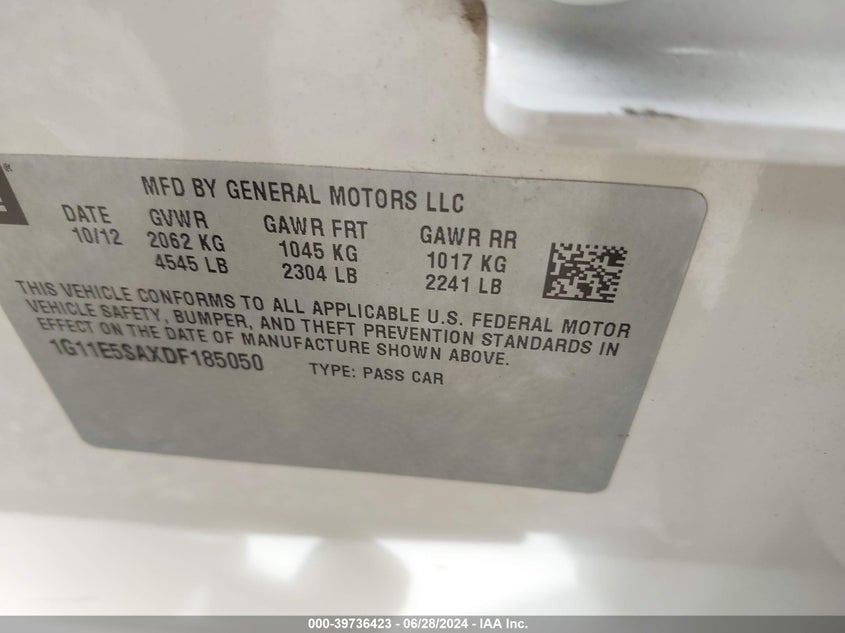 MFD BY GENERAL MOTORS LLC
DATE GVWR GAWR FRT GAWR RR
10/12 2062 KG 1045 KG 1017 KG
4545 LB 2304 LB 2241 LB
THIS VEHICLE CONFORMS TO ALL APPLICABLE U.S. FEDERAL MOTOR
VEHICLE SAFETY, BUMPER, AND THEFT PREVENTION STANDARDS IN
EFFECT ON THE DATE OF MANUFACTURE SHOWN ABOVE.
1G11E5SAXDF185050 TYPE: PASS CAR
000-39736423 - 06/28/2024 - IAA Inc.